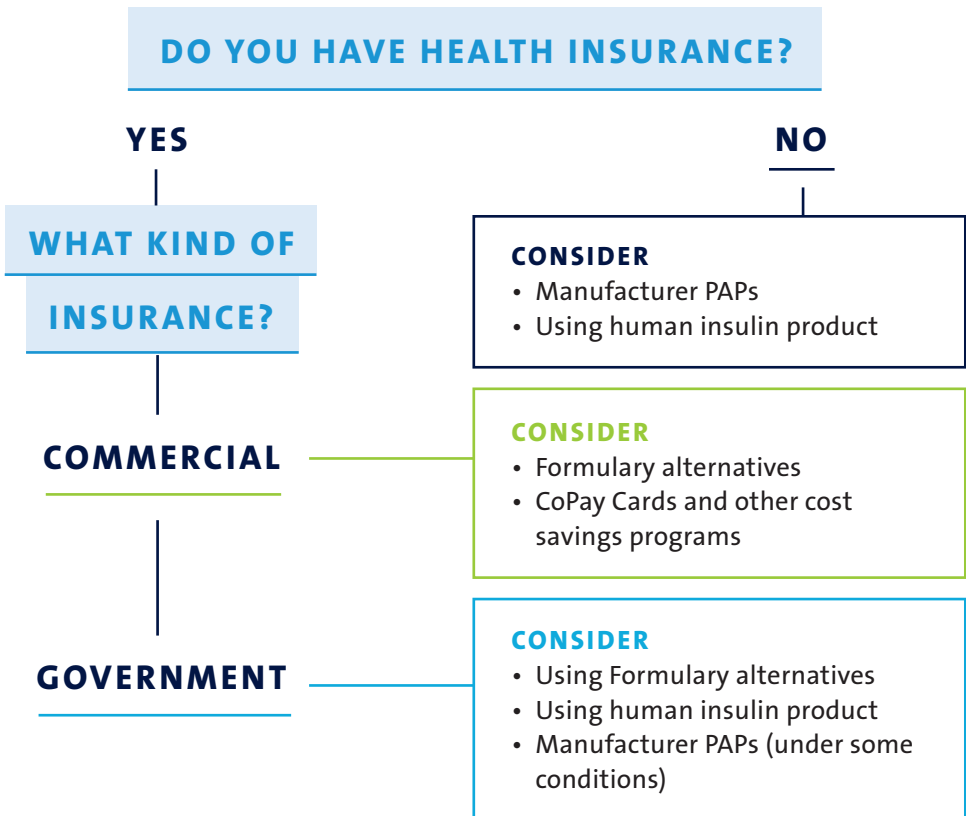 DO YOU HAVE HEALTH INSURANCE?
YES
NO
WHAT KIND OF
INSURANCE?
CONSIDER
• Manufacturer PAPs
• Using human insulin product
COMMERCIAL
CONSIDER
• Formulary alternatives
• CoPay Cards and other cost
savings programs
GOVERNMENT
CONSIDER
• Using Formulary alternatives
• Using human insulin product
• Manufacturer PAPs (under some
conditions)